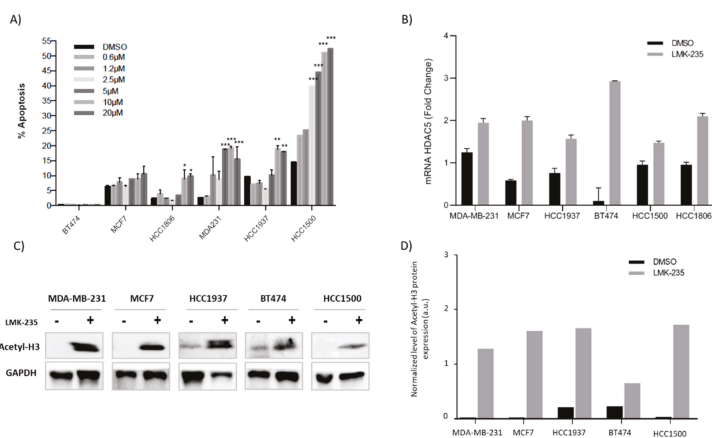 A)
DMSO
0.6µM
1.2µM
2.5µM
5µM
10µM
20µM
% Apoptosis
55
50
45
40
35
30
25
20
15
10
5
0
* *
*** *** ***
** **
*** *** *** ***
BT474
MCF7
HCC1806
MDA231
HCC1937
HCC1500
B)
DMSO
LMK-235
mRNA HDAC5 (Fold Change)
4
3
2
1
0
MDA-MB-231 MCF7 HCC1937 BT474 HCC1500 HCC1806
C)
MDA-MB-231 MCF7 HCC1937 BT474 HCC1500
LMK-235 - + - + - + - + - +
Acetyl-H3
GAPDH
D)
DMSO
LMK-235
Normalized level of Acetyl-H3 protein
expression (a.u.)
3
2
1
0
MDA-MB-231 MCF7 HCC1937 BT474 HCC1500